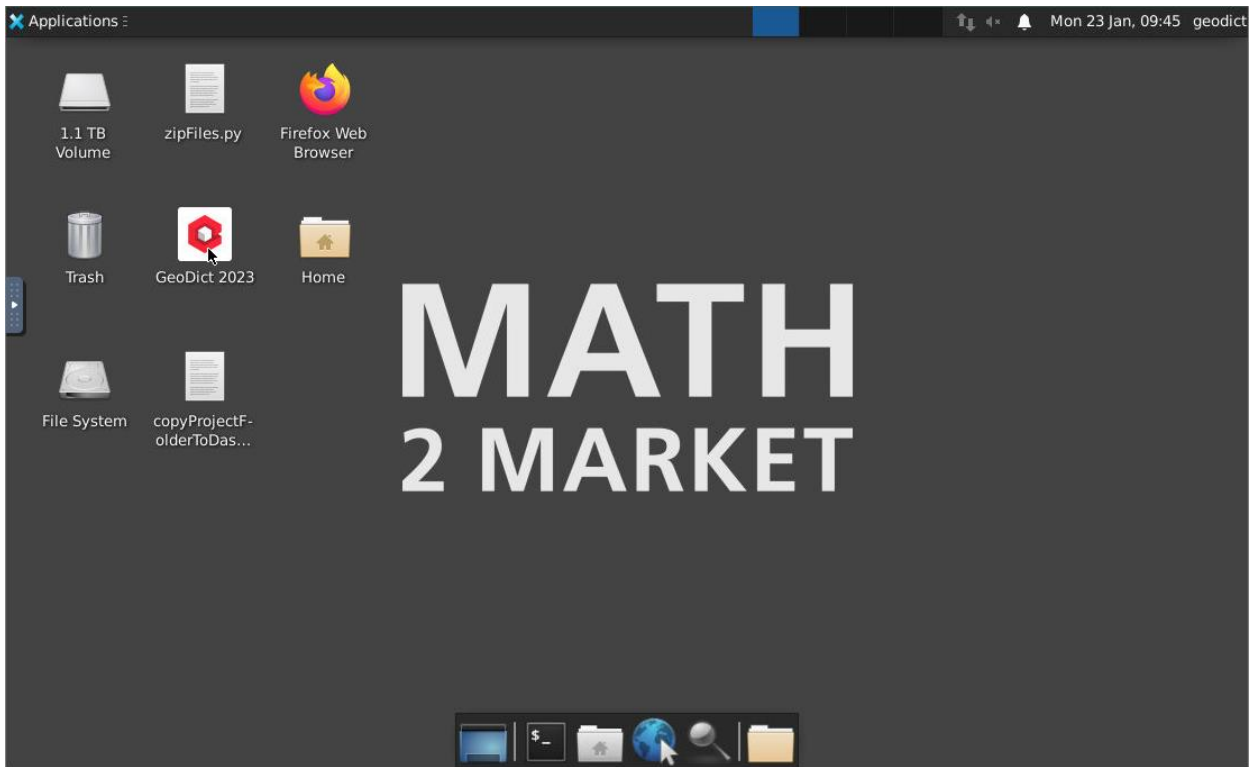 Applications
Mon 23 Jan, 09:45 geodict
1.1 TB
Volume
zipFiles.py
Firefox Web
Browser
Trash
GeoDict 2023
Home
File System
copyProjectF-
olderToDas...
MATH
2 MARKET
$_